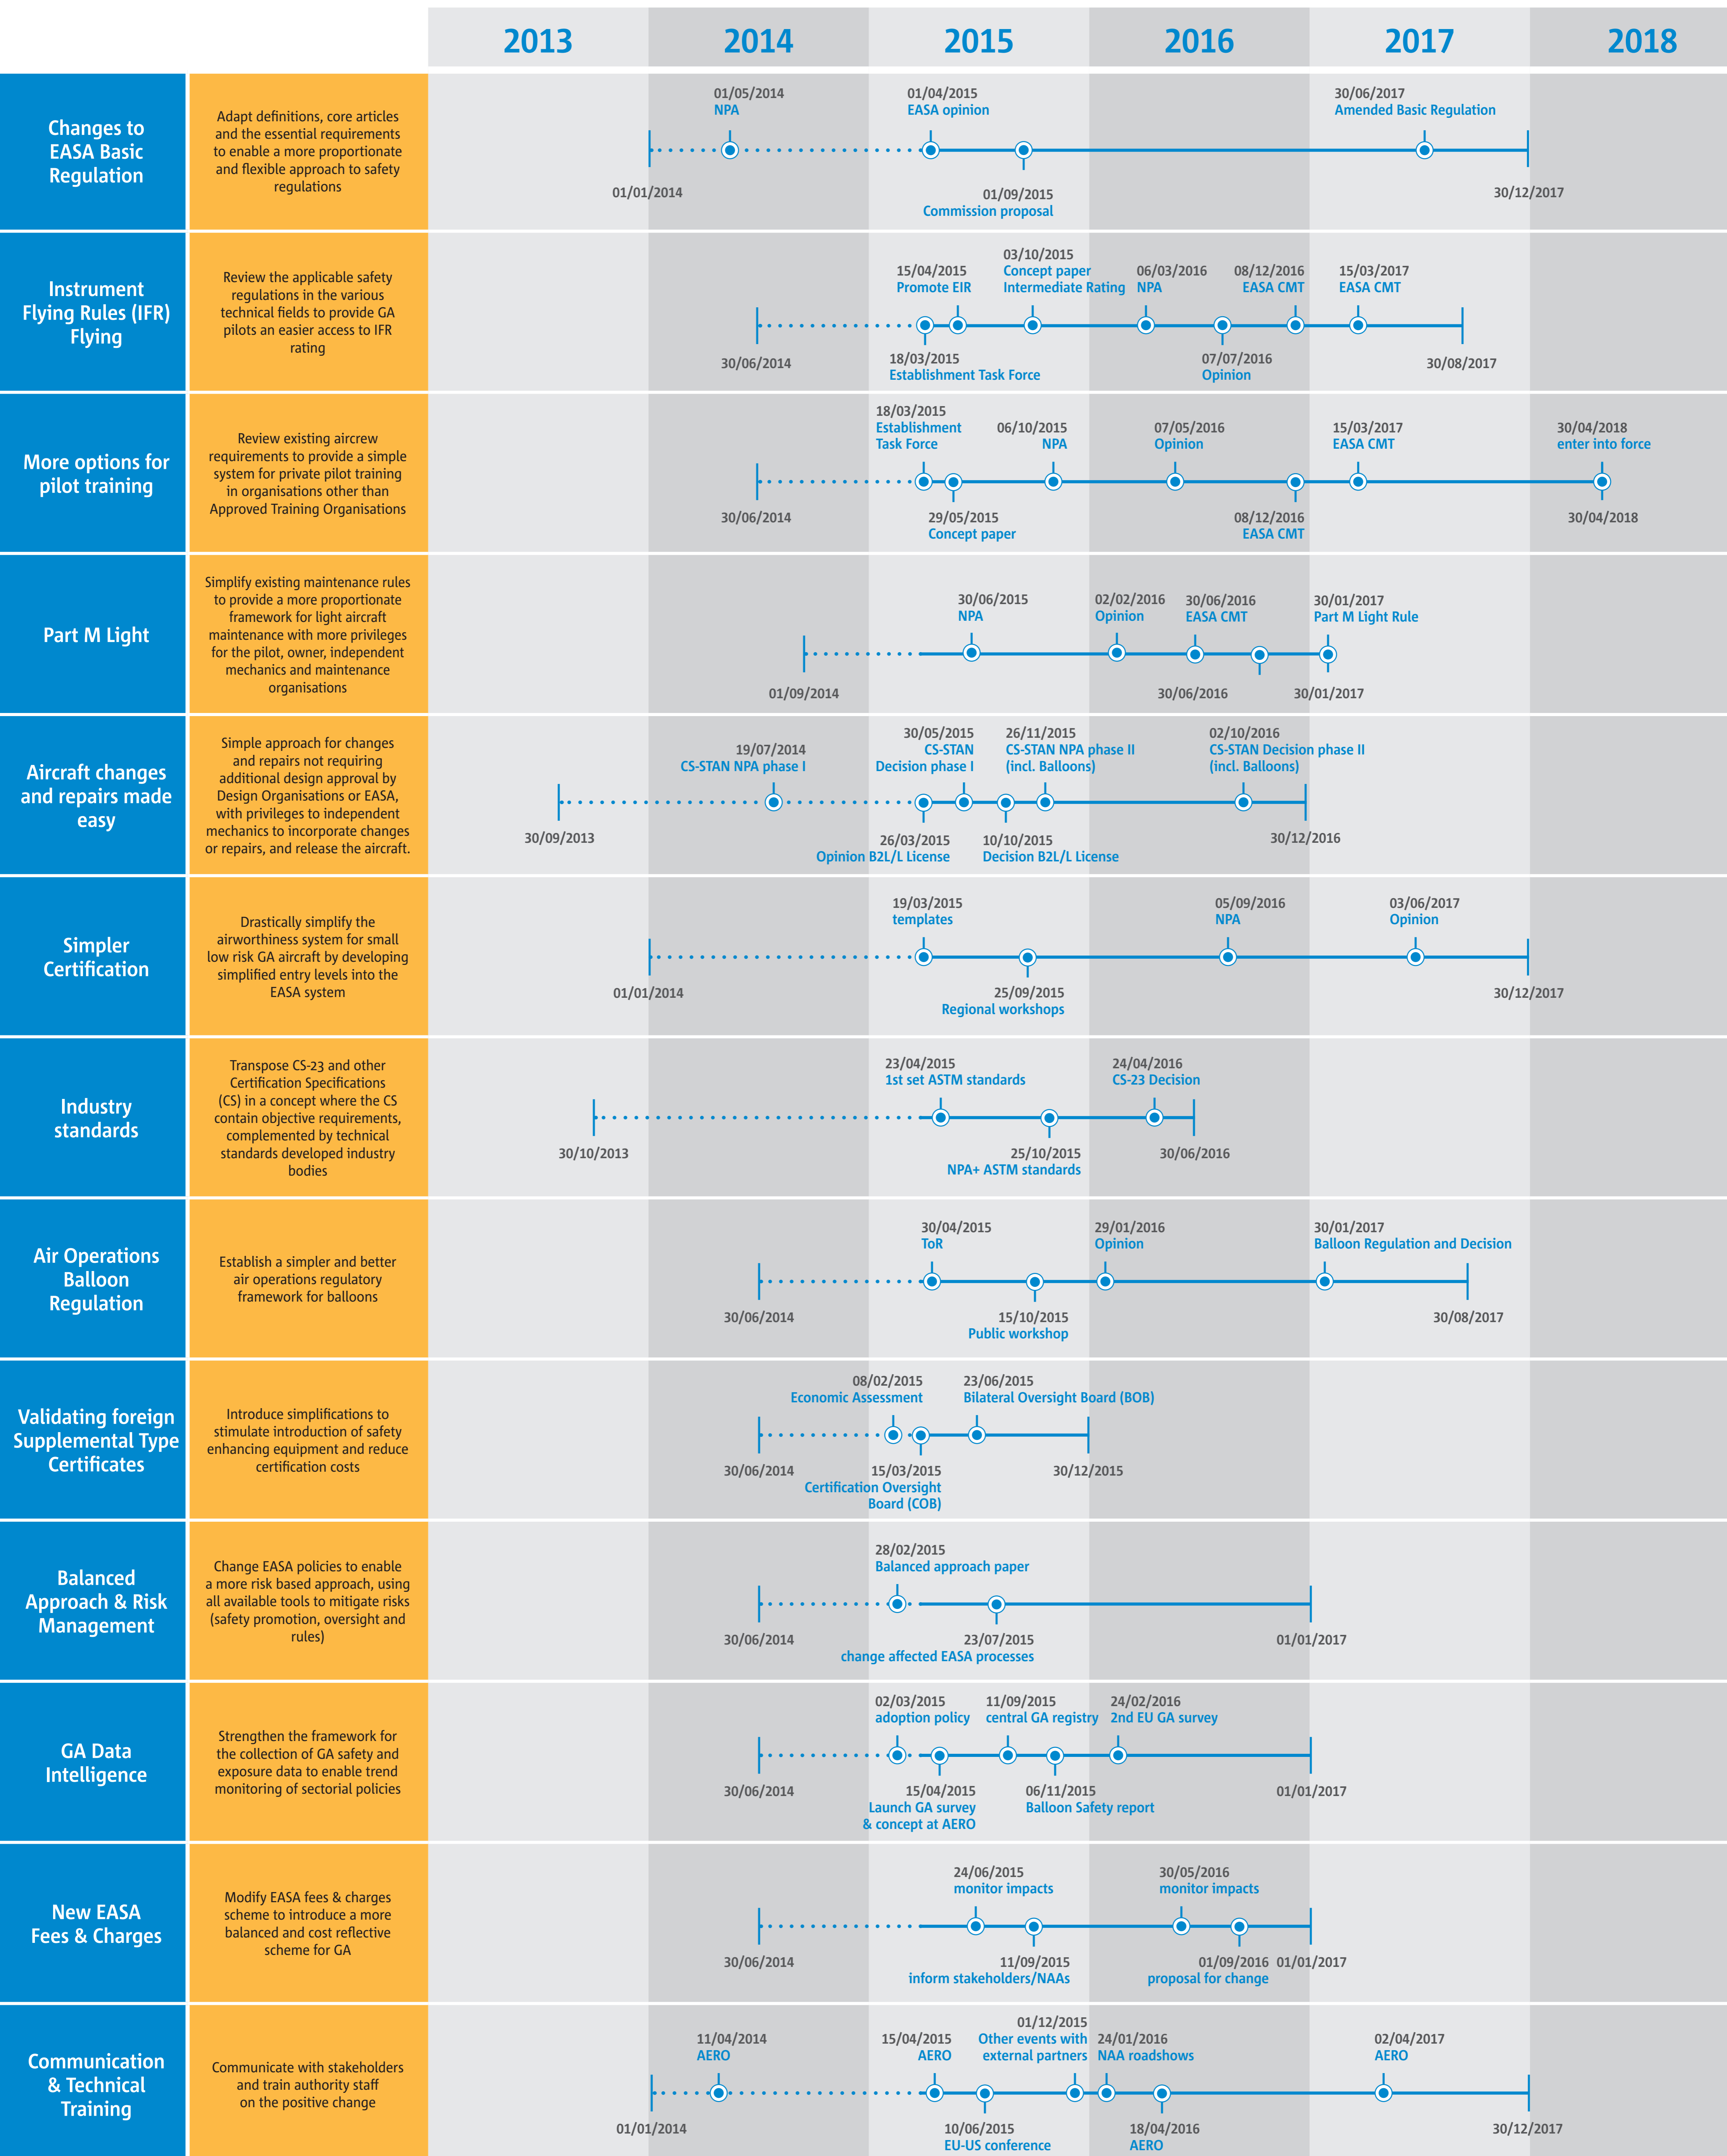 2013
2014
2015
2016
2017
2018
Changes to
EASA Basic
Regulation
Adapt definitions, core articles
and the essential requirements
to enable a more proportionate
and flexible approach to safety
regulations
01/05/2014
NPA
01/04/2015
EASA opinion
30/06/2017
Amended Basic Regulation
01/01/2014
01/09/2015
Commission proposal
30/12/2017
Instrument
Flying Rules (IFR)
Flying
Review the applicable safety
regulations in the various
technical fields to provide GA
pilots an easier access to IFR
rating
15/04/2015
Promote EIR
03/10/2015
Concept paper
Intermediate Rating
06/03/2016
NPA
08/12/2016
EASA CMT
15/03/2017
EASA CMT
30/06/2014
18/03/2015
Establishment Task Force
07/07/2016
Opinion
30/08/2017
More options for
pilot training
Review existing aircrew
requirements to provide a simple
system for private pilot training
in organisations other than
Approved Training Organisations
18/03/2015
Establishment
Task Force
06/10/2015
NPA
07/05/2016
Opinion
15/03/2017
EASA CMT
30/04/2018
enter into force
30/06/2014
29/05/2015
Concept paper
08/12/2016
EASA CMT
30/04/2018
Part M Light
Simplify existing maintenance rules
to provide a more proportionate
framework for light aircraft
maintenance with more privileges
for the pilot, owner, independent
mechanics and maintenance
organisations
30/06/2015
NPA
02/02/2016
Opinion
30/06/2016
EASA CMT
30/01/2017
Part M Light Rule
01/09/2014
30/06/2016
30/01/2017
Aircraft changes
and repairs made
easy
Simple approach for changes
and repairs not requiring
additional design approval by
Design Organisations or EASA,
with privileges to independent
mechanics to incorporate changes
or repairs, and release the aircraft.
19/07/2014
CS-STAN NPA phase I
30/05/2015
CS-STAN
Decision phase I
26/11/2015
CS-STAN NPA phase II
(incl. Balloons)
02/10/2016
CS-STAN Decision phase II
(incl. Balloons)
30/09/2013
26/03/2015
Opinion B2L/L License
10/10/2015
Decision B2L/L License
30/12/2016
Simpler
Certification
Drastically simplify the
airworthiness system for small
low risk GA aircraft by developing
simplified entry levels into the
EASA system
19/03/2015
templates
05/09/2016
NPA
03/06/2017
Opinion
01/01/2014
25/09/2015
Regional workshops
30/12/2017
Industry
standards
Transpose CS-23 and other
Certification Specifications
(CS) in a concept where the CS
contain objective requirements,
complemented by technical
standards developed industry
bodies
23/04/2015
1st set ASTM standards
24/04/2016
CS-23 Decision
30/10/2013
25/10/2015
NPA+ ASTM standards
30/06/2016
Air Operations
Balloon
Regulation
Establish a simpler and better
air operations regulatory
framework for balloons
30/04/2015
ToR
29/01/2016
Opinion
30/01/2017
Balloon Regulation and Decision
30/06/2014
15/10/2015
Public workshop
30/08/2017
Validating foreign
Supplemental Type
Certificates
Introduce simplifications to
stimulate introduction of safety
enhancing equipment and reduce
certification costs
08/02/2015
Economic Assessment
23/06/2015
Bilateral Oversight Board (BOB)
30/06/2014
15/03/2015
Certification Oversight
Board (COB)
30/12/2015
Balanced
Approach & Risk
Management
Change EASA policies to enable
a more risk based approach, using
all available tools to mitigate risks
(safety promotion, oversight and
rules)
28/02/2015
Balanced approach paper
30/06/2014
23/07/2015
change affected EASA processes
01/01/2017
GA Data
Intelligence
Strengthen the framework for
the collection of GA safety and
exposure data to enable trend
monitoring of sectorial policies
02/03/2015
adoption policy
11/09/2015
central GA registry
24/02/2016
2nd EU GA survey
30/06/2014
15/04/2015
Launch GA survey
& concept at AERO
06/11/2015
Balloon Safety report
01/01/2017
New EASA
Fees & Charges
Modify EASA fees & charges
scheme to introduce a more
balanced and cost reflective
scheme for GA
24/06/2015
monitor impacts
30/05/2016
monitor impacts
30/06/2014
11/09/2015
inform stakeholders/NAAs
01/09/2016
proposal for change
01/01/2017
Communication
& Technical
Training
Communicate with stakeholders
and train authority staff
on the positive change
11/04/2014
AERO
15/04/2015
AERO
01/12/2015
Other events with
external partners
24/01/2016
NAA roadshows
02/04/2017
AERO
01/01/2014
10/06/2015
EU-US conference
18/04/2016
AERO
30/12/2017